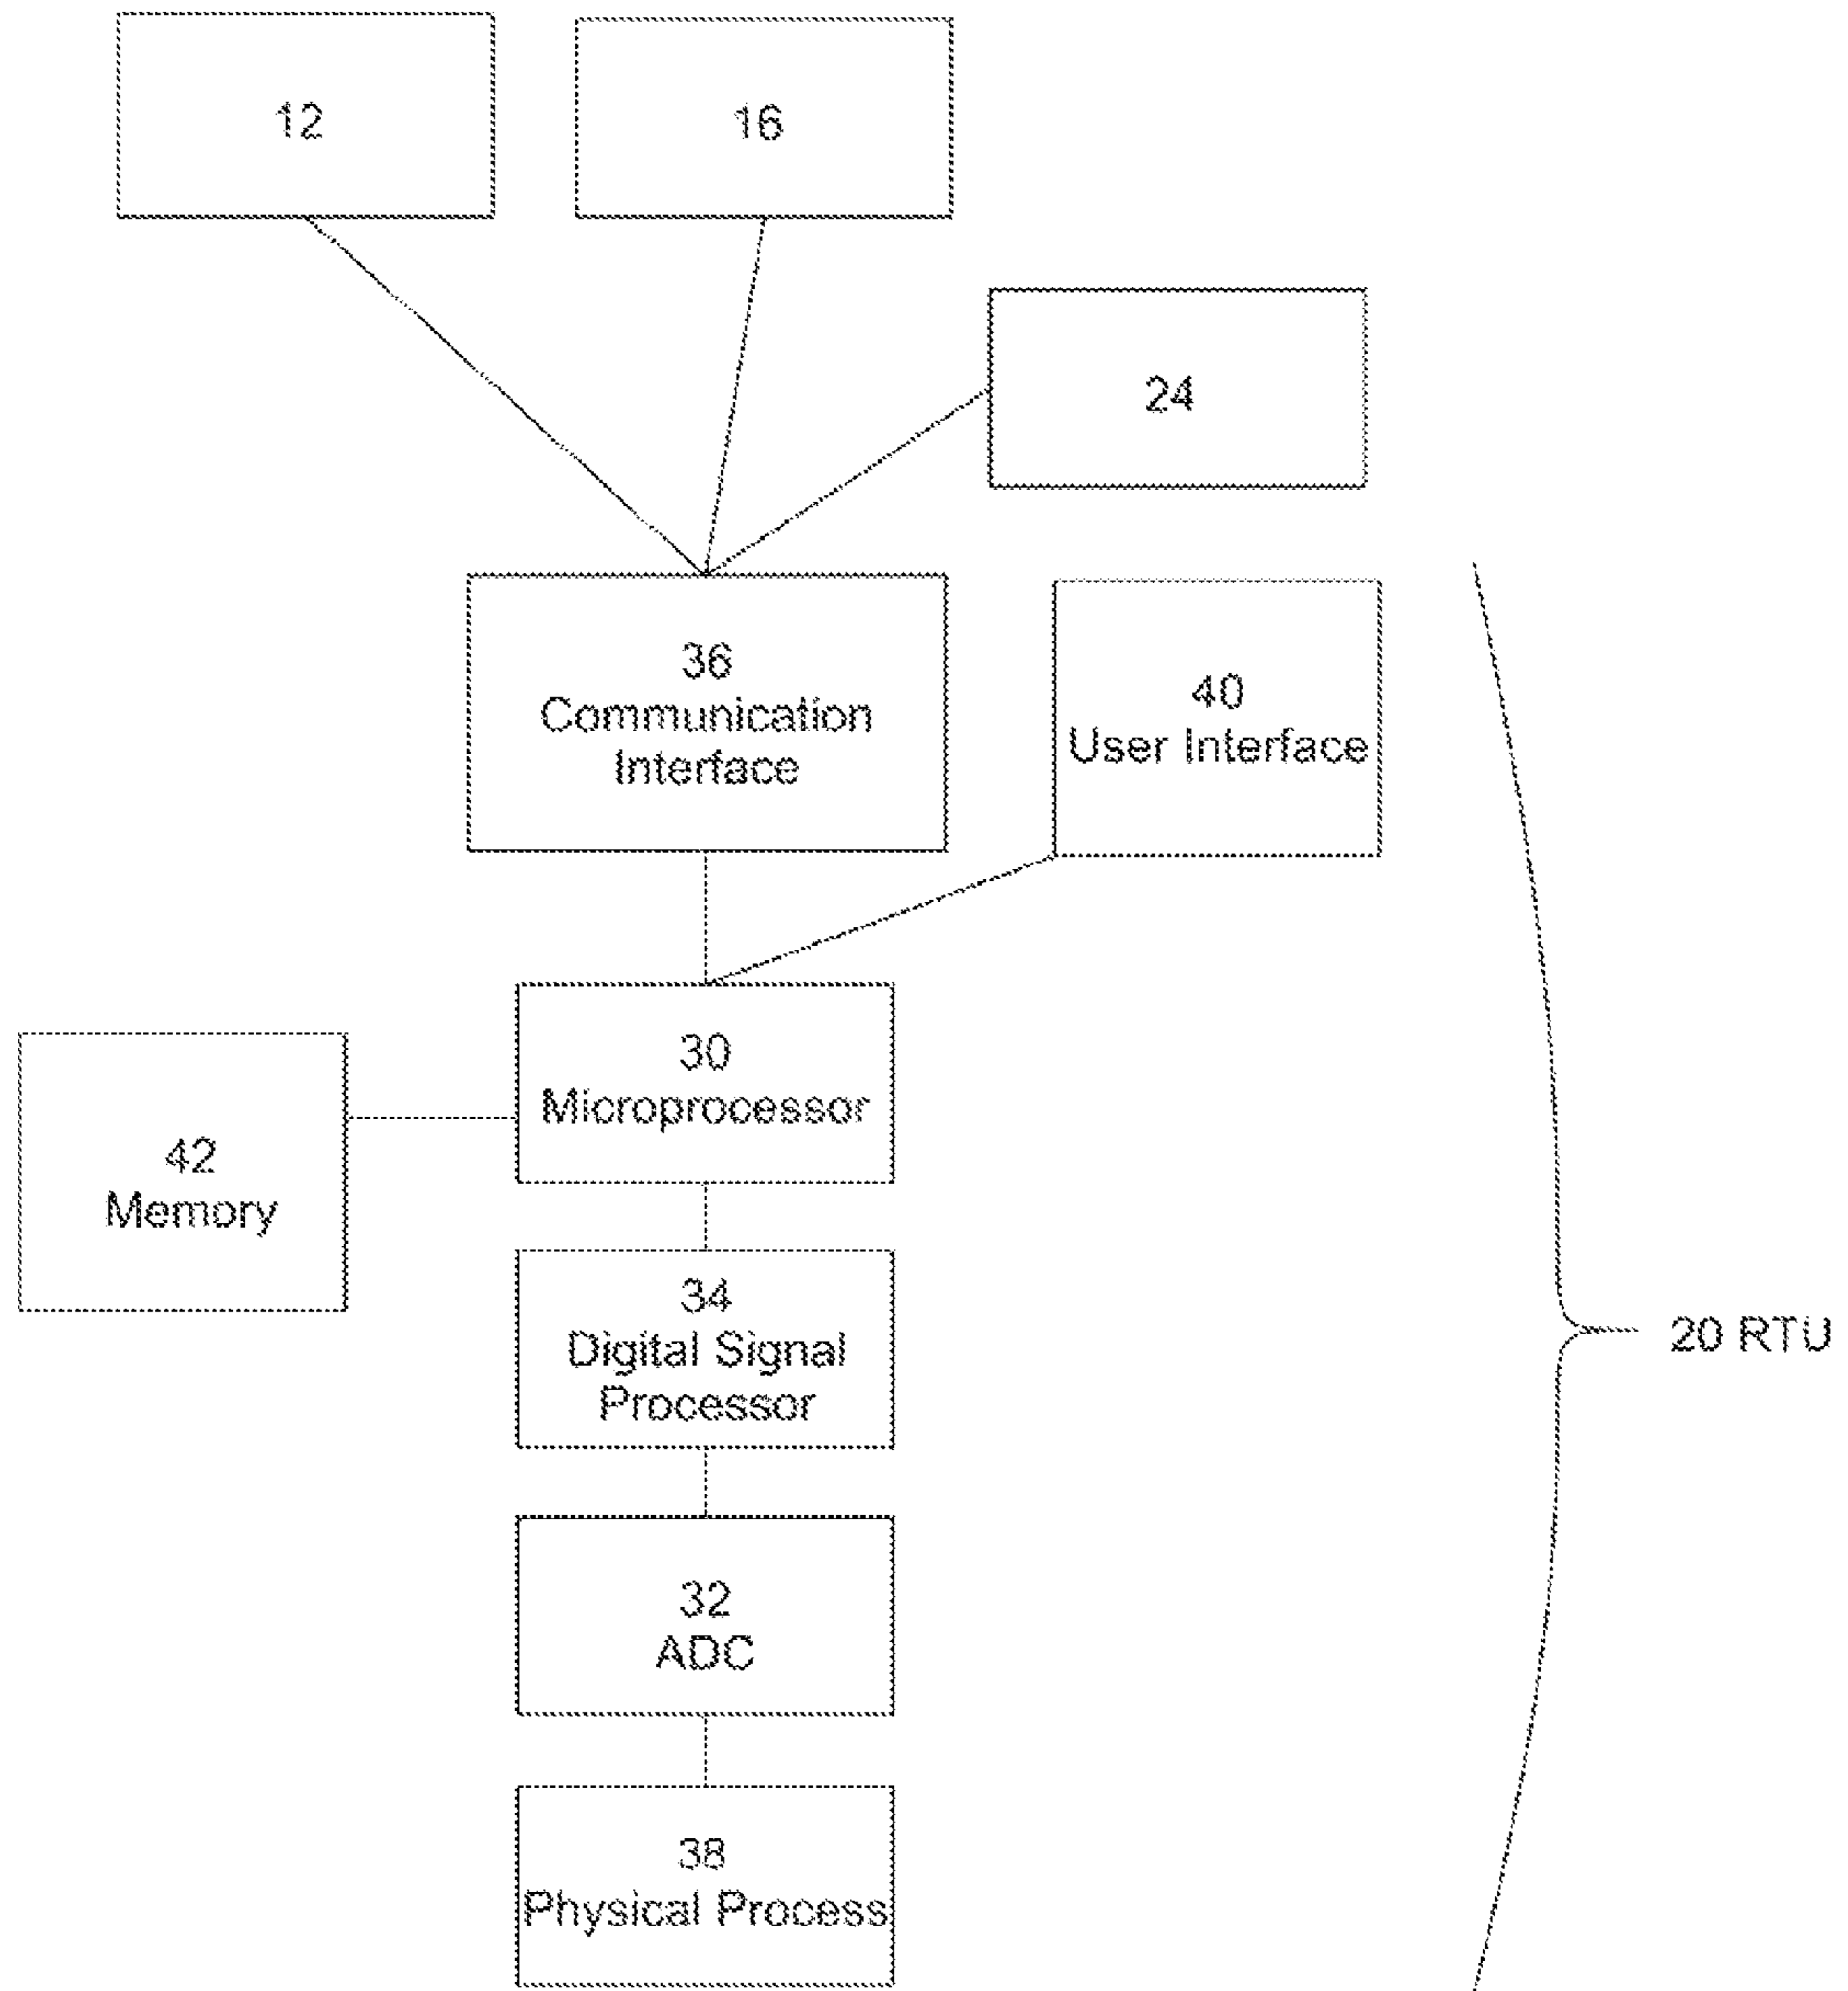 12
16
24
36
Communication
Interface
40
User Interface
30
Microprocessor
42
Memory
34
Digital Signal
Processor
20 RTU
32
ADC
38
Physical Process